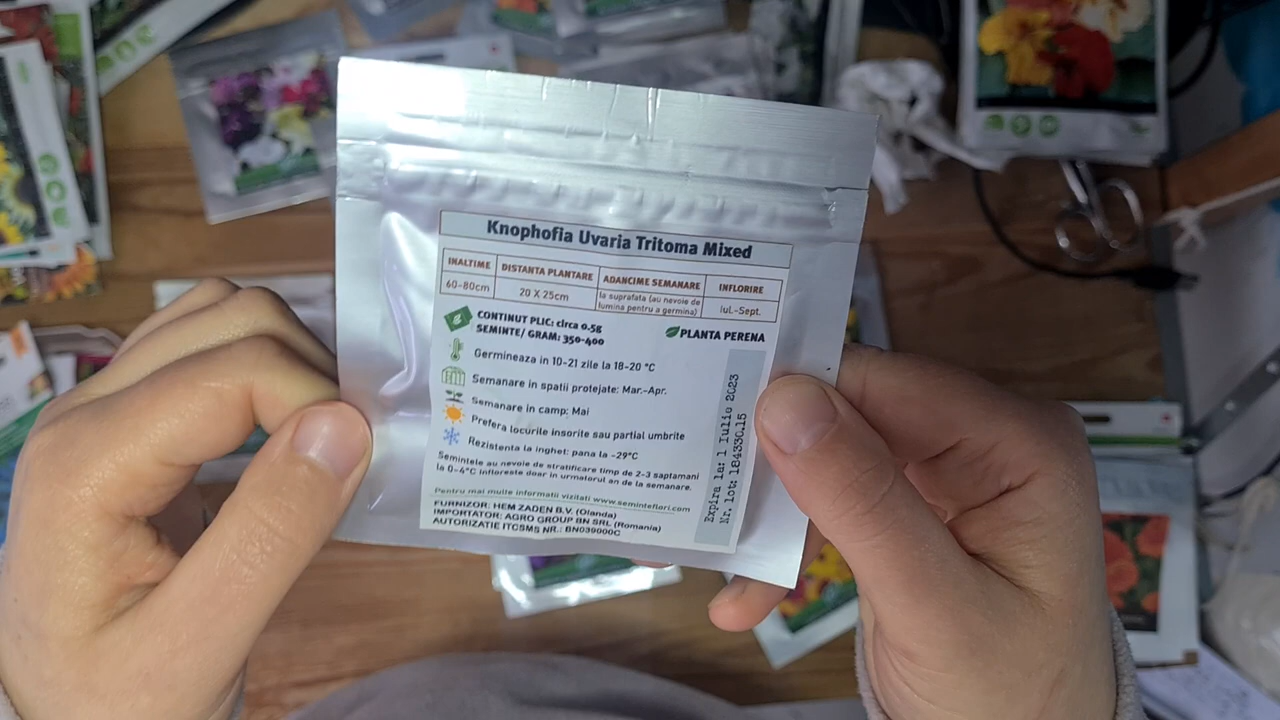 Knophofia Uvaria Tritoma Mixed
INALTIME DISTANTA PLANTARE ADANCIME SEMANARE INFLORIRE
60-80cm 20 X 25cm la suprafata (au nevoie de lumina pentru a germina) Iul.-Sept.
CONTINUT PLIC: circa 0.5g
SEMINTE/ GRAM: 350-400
PLANTA PERENA
Germineaza in 10-21 zile la 18-20 °C
Semanare in spatii protejate: Mar.-Apr.
Semanare in camp: Mai
Prefera locurile insorite sau partial umbrite
Rezistenta la inghet: pana la -29°C
Semintele au nevoie de stratificare timp de 2-3 saptamani
la 0-4°C infloreste doar in urmatorul an de la semanare.
Pentru mai multe informatii vizitati www.seminteflori.com
FURNIZOR: HEM ZADEN B.V. (Olanda)
IMPORTATOR: AGRO GROUP BN SRL (Romania)
AUTORIZATIE ITCSMS NR.: BN039000C
Expira la: 1 Iulie 2023
Nr. lot: 184330.15